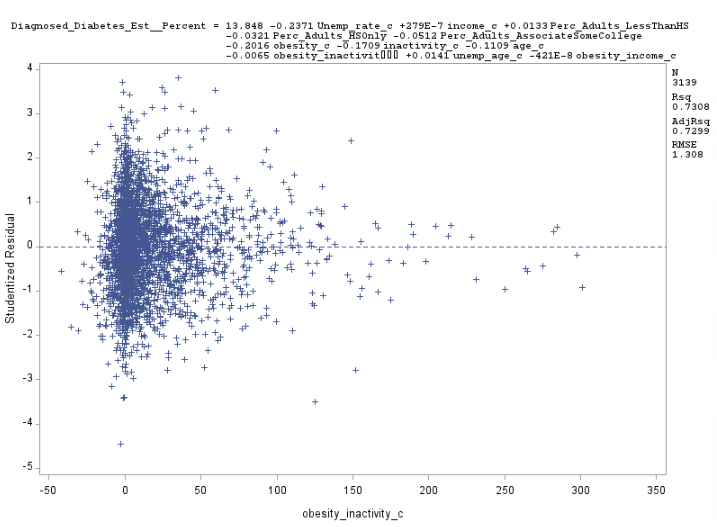 Diagnosed_Diabetes_Est__Percent = 13.848 -0.2371 Unemp_rate_c +279E-7 income_c +0.0133 Perc_Adults_LessThanHS
-0.0321 Perc_Adults_HSOnly -0.0512 Perc_Adults_AssociateSomeCollege
-0.2016 obesity_c -0.1709 inactivity_c -0.1109 age_c
-0.0065 obesity_inactivit▯▯▯ +0.0141 unemp_age_c -421E-8 obesity_income_c
N
3139
Rsq
0.7308
AdjRsq
0.7299
RMSE
1.308
4
3
2
1
0
-1
-2
-3
-4
-5
Studentized Residual
-50 0 50 100 150 200 250 300 350
obesity_inactivity_c